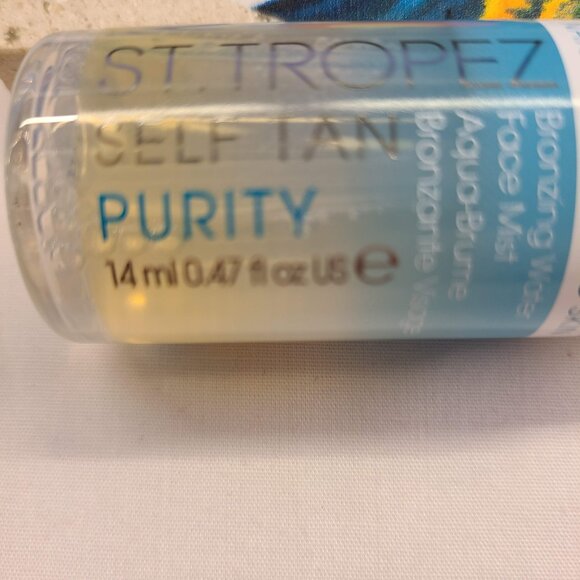 ST.TROPEZ
SELF TAN
PURITY
14 ml 0.47 fl oz US e
Bronzing Wate
Face Mist
Aqua-Brume
Bronzante Visage